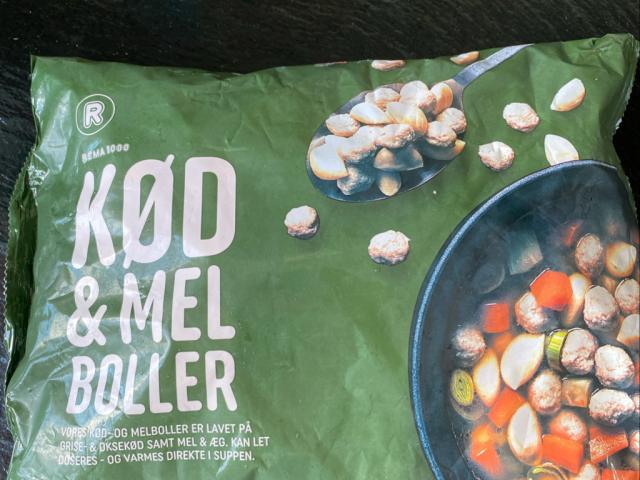 R
REMA 1000
KØD
& MEL
BOLLER
VORES KØD- OG MELBOLLER ER LAVET PÅ
GRISE- & OKSEKØD SAMT MEL & ÆG. KAN LET
DOSERES - OG VARMES DIREKTE I SUPPEN.